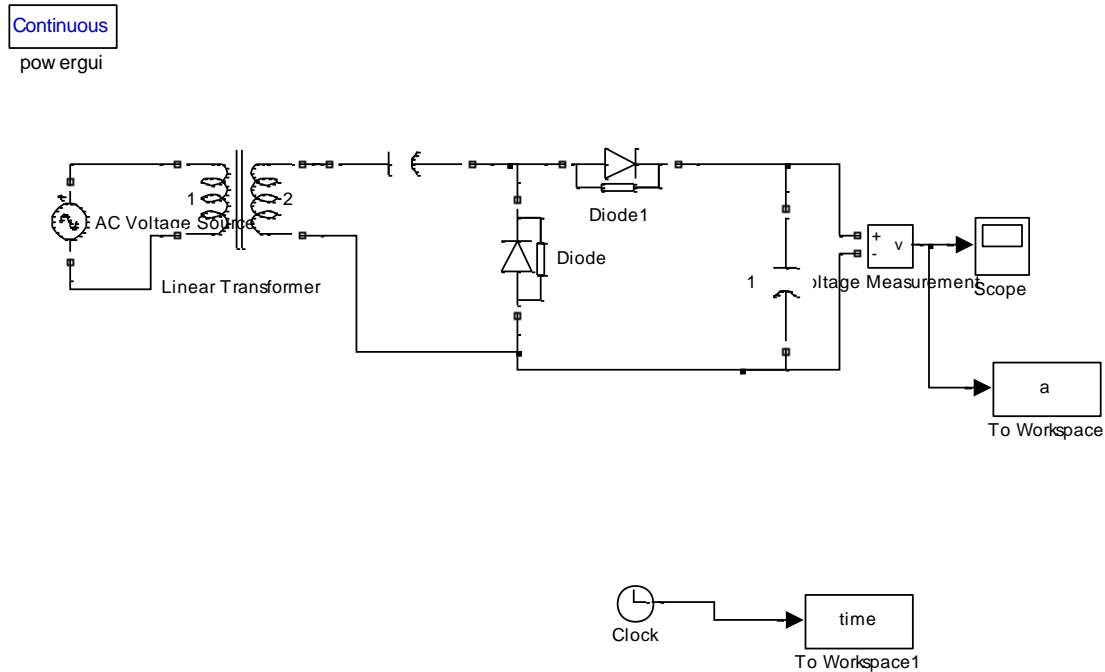 Continuous
pow ergui
1
2
AC Voltage Source
Linear Transformer
Diode1
Diode
1
+
-
v
Measurement
Scope
a
To Workspace
Clock
time
To Workspace1